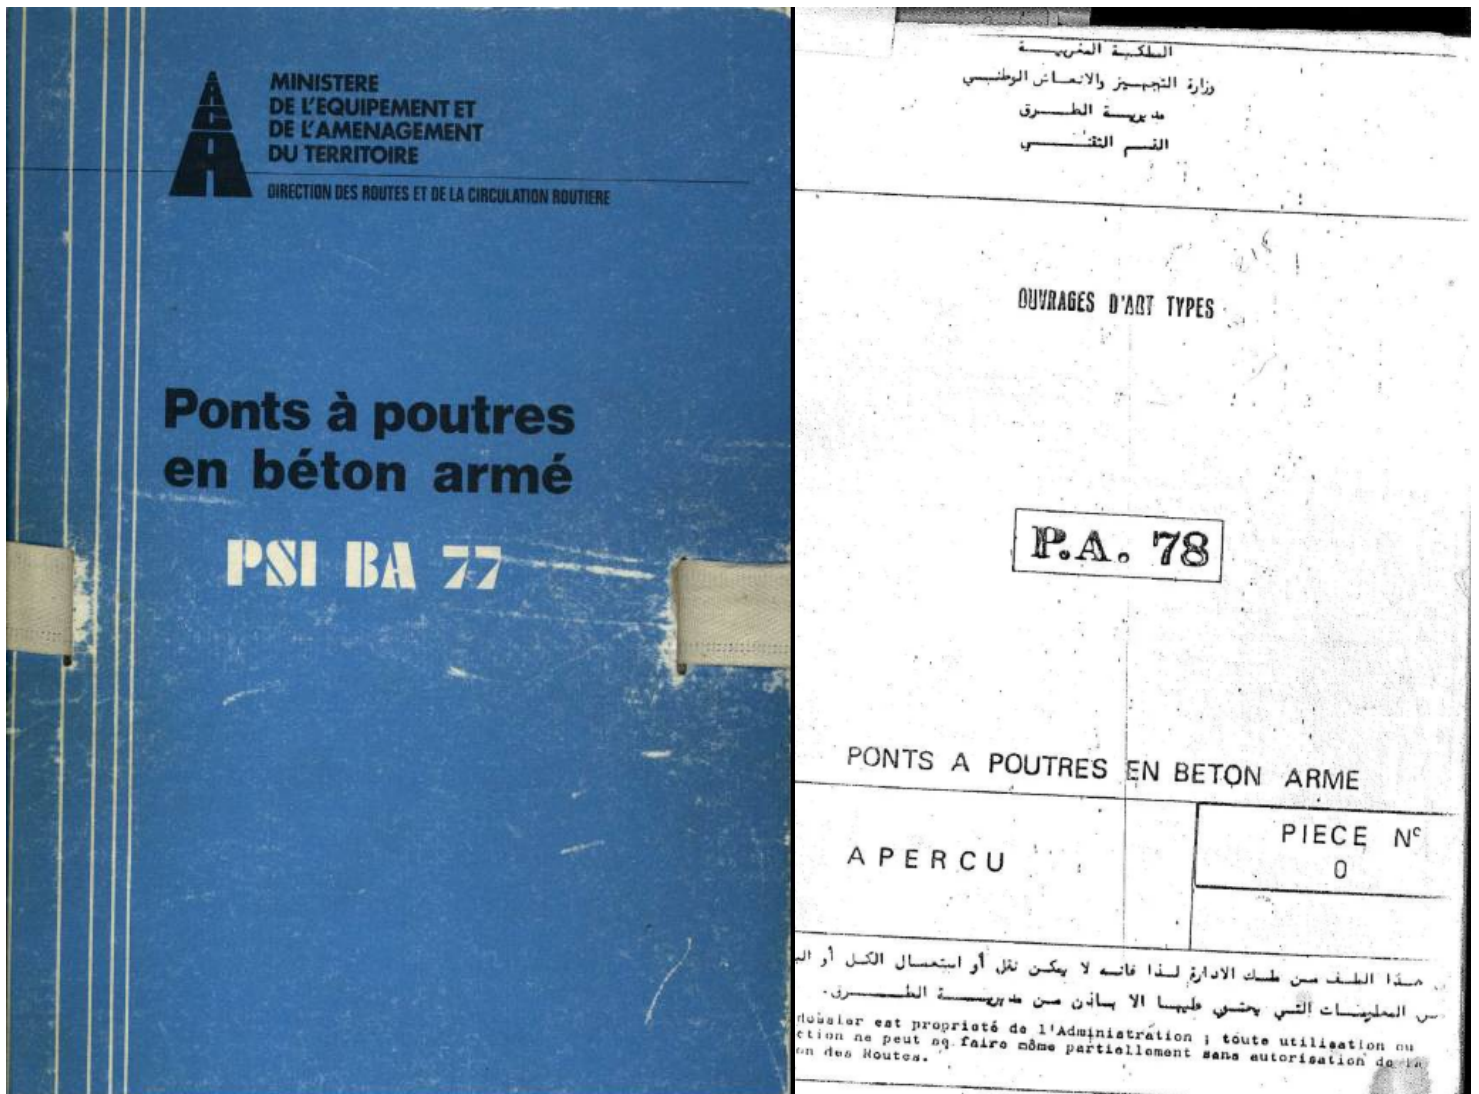 MINISTERE
DE L'EQUIPEMENT ET
DE L'AMENAGEMENT
DU TERRITOIRE
DIRECTION DES ROUTES ET DE LA CIRCULATION ROUTIERE
Ponts à poutres
en béton armé
PSI BA 77
المملكة المغربية
وزارة التجهيز والانعاش الوطني
مديرية الطرق
القسم التقني
OUVRAGES D'ART TYPES
P.A. 78
PONTS A POUTRES EN BETON ARME
APERCU
PIECE N°
0
هذا الملف من ملك الادارة لذا فانه لا يمكن نقل أو استعمال الكل أو
المعلومات التي يحتوي عليها الا باذن من مديرية الطرق.
dossier est propriété de l'Administration ; toute utilisation ou
ction ne peut se faire même partiellement sans autorisation de la
on des Routes.